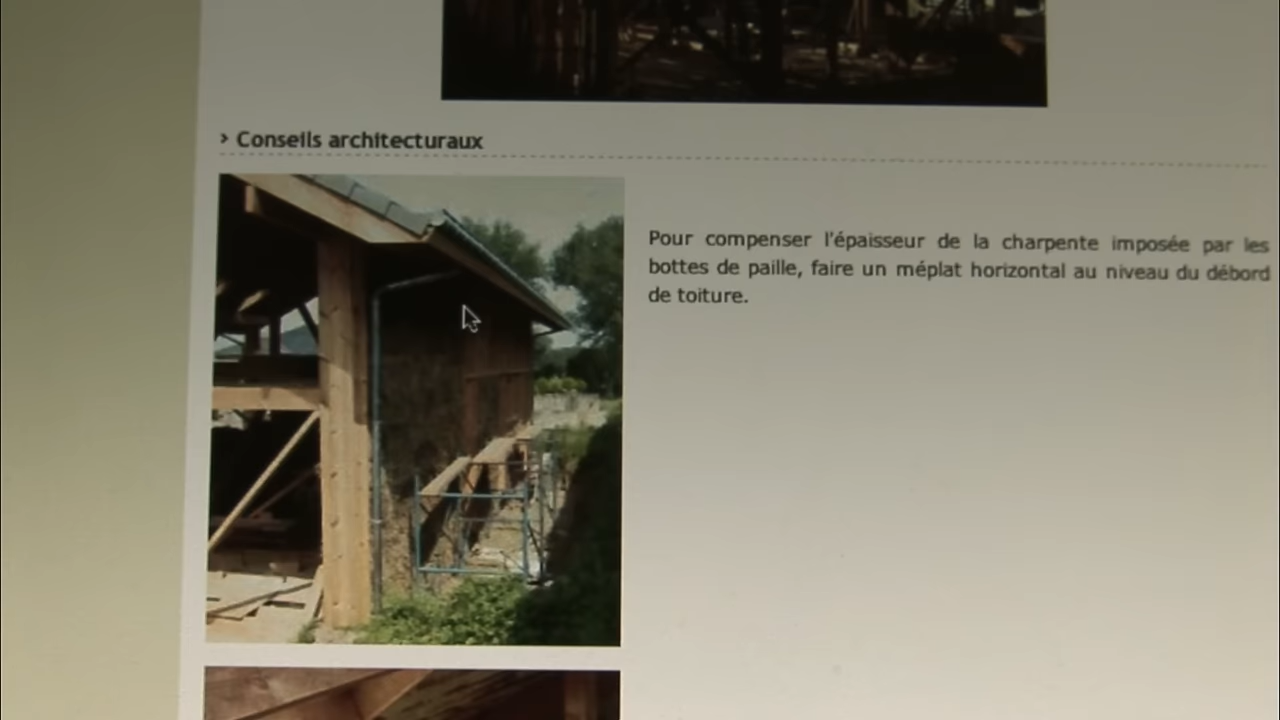 › Conseils architecturaux
Pour compenser l'épaisseur de la charpente imposée par les
bottes de paille, faire un méplat horizontal au niveau du débord
de toiture.